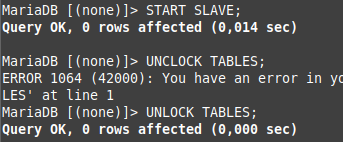 MariaDB [(none)]> START SLAVE;
Query OK, 0 rows affected (0,014 sec)
MariaDB [(none)]> UNCLOCK TABLES;
ERROR 1064 (42000): You have an error in yo
LES' at line 1
MariaDB [(none)]> UNLOCK TABLES;
Query OK, 0 rows affected (0,000 sec)